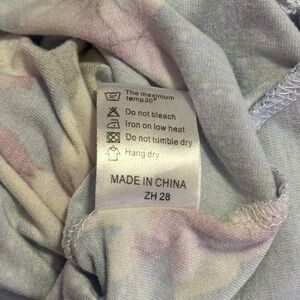 The maximum
temp30°
Do not bleach
Iron on low heat
Do not tumble dry
Hang dry
MADE IN CHINA
ZH 28